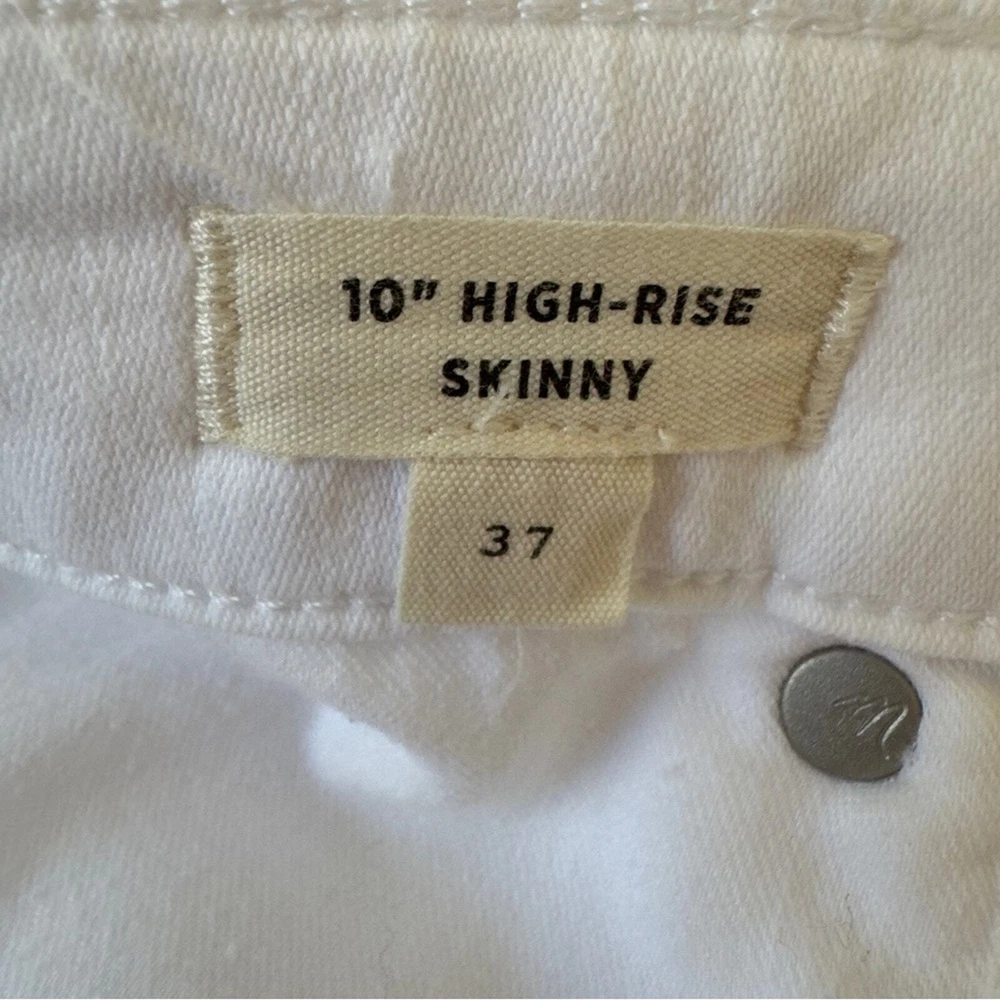 10" HIGH-RISE
SKINNY
37
m